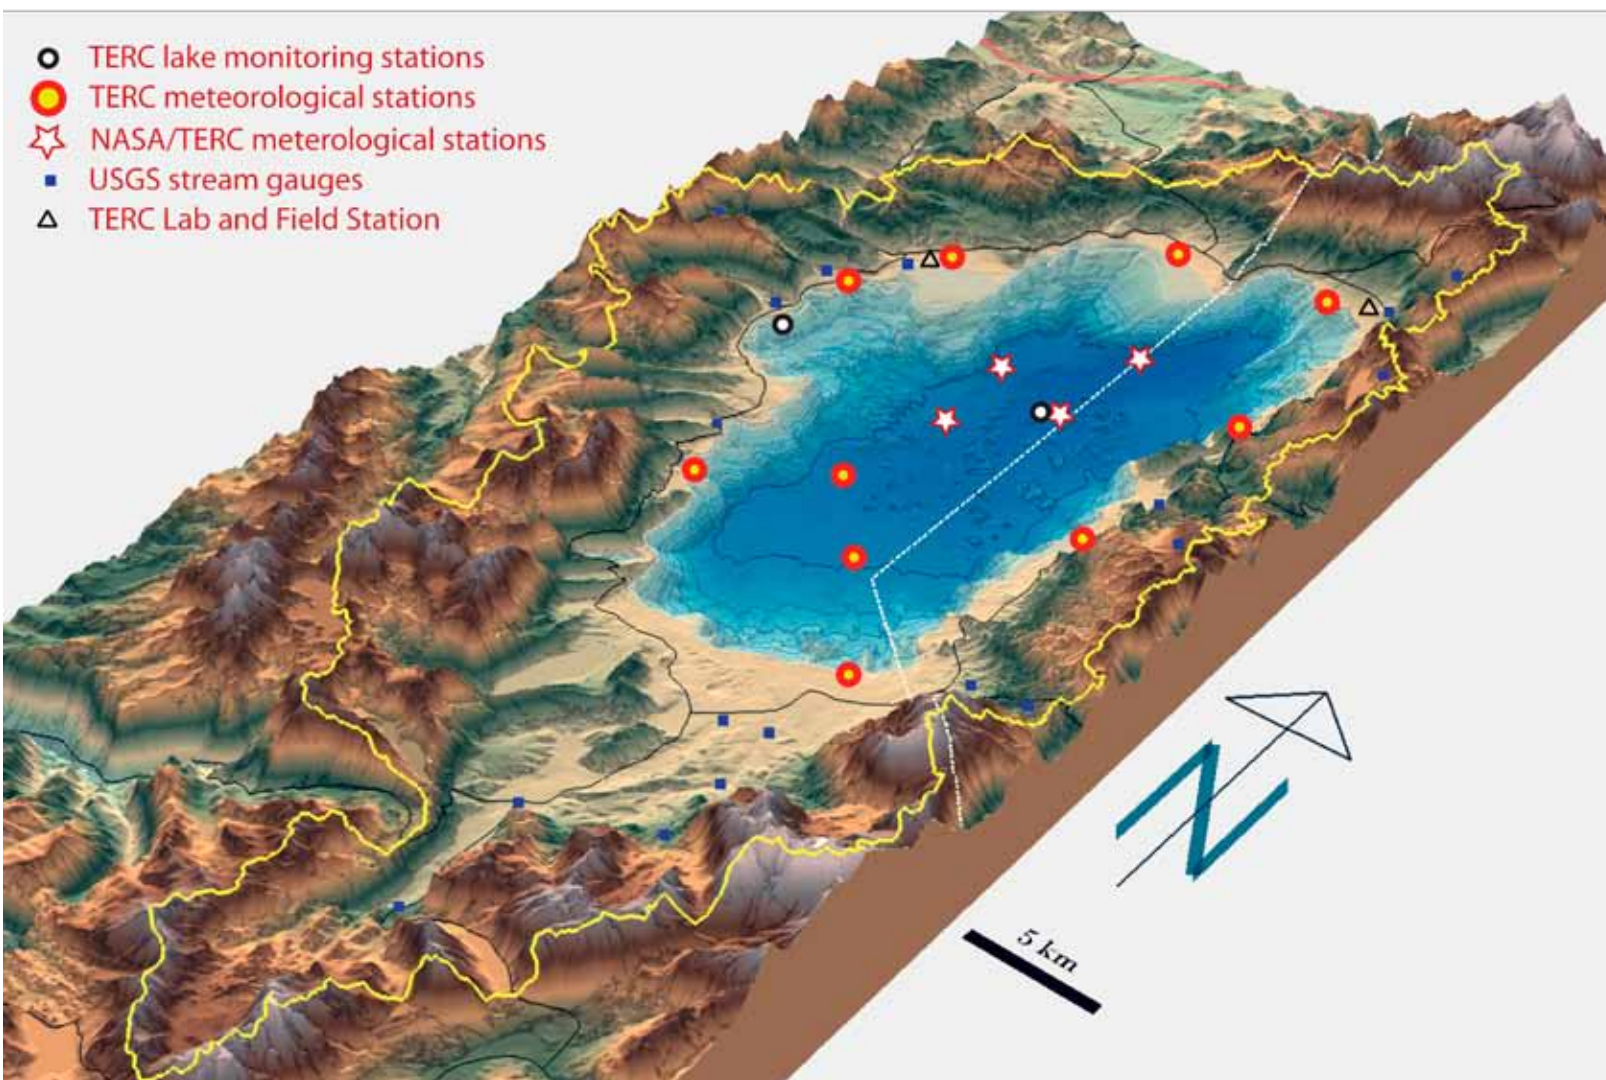 TERC lake monitoring stations
TERC meteorological stations
NASA/TERC meterological stations
USGS stream gauges
TERC Lab and Field Station
N
5 km